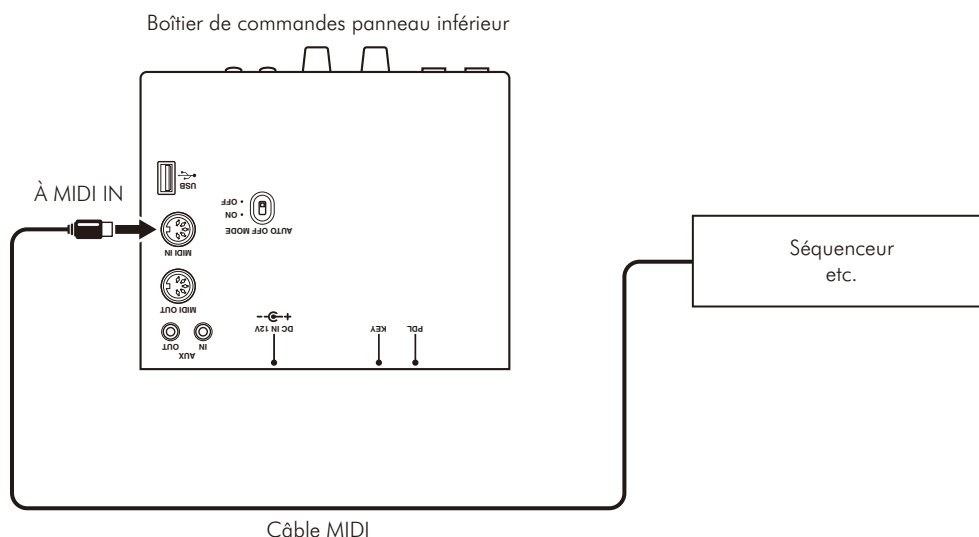 Boîtier de commandes panneau inférieur
À MIDI IN
USB
• OFF
• ON
AUTO OFF MODE
MIDI IN
MIDI OUT
OUT
IN
AUX
DC IN 12V
KEY
PDL
Séquenceur
etc.
Câble MIDI